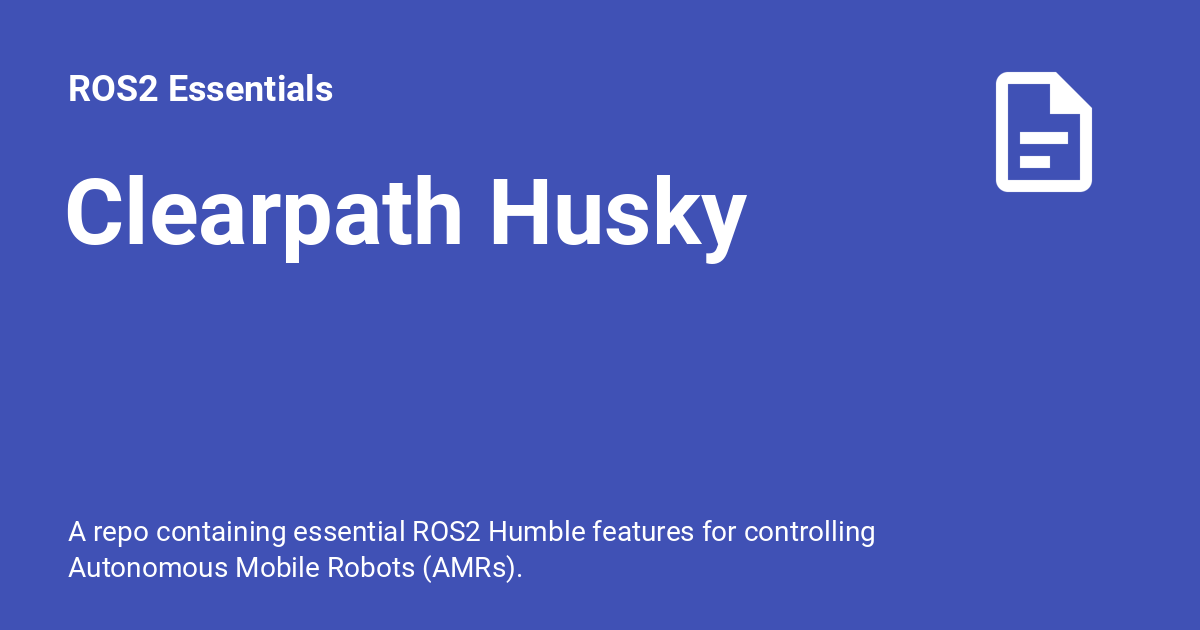 ROS2 Essentials
Clearpath Husky
A repo containing essential ROS2 Humble features for controlling
Autonomous Mobile Robots (AMRs).